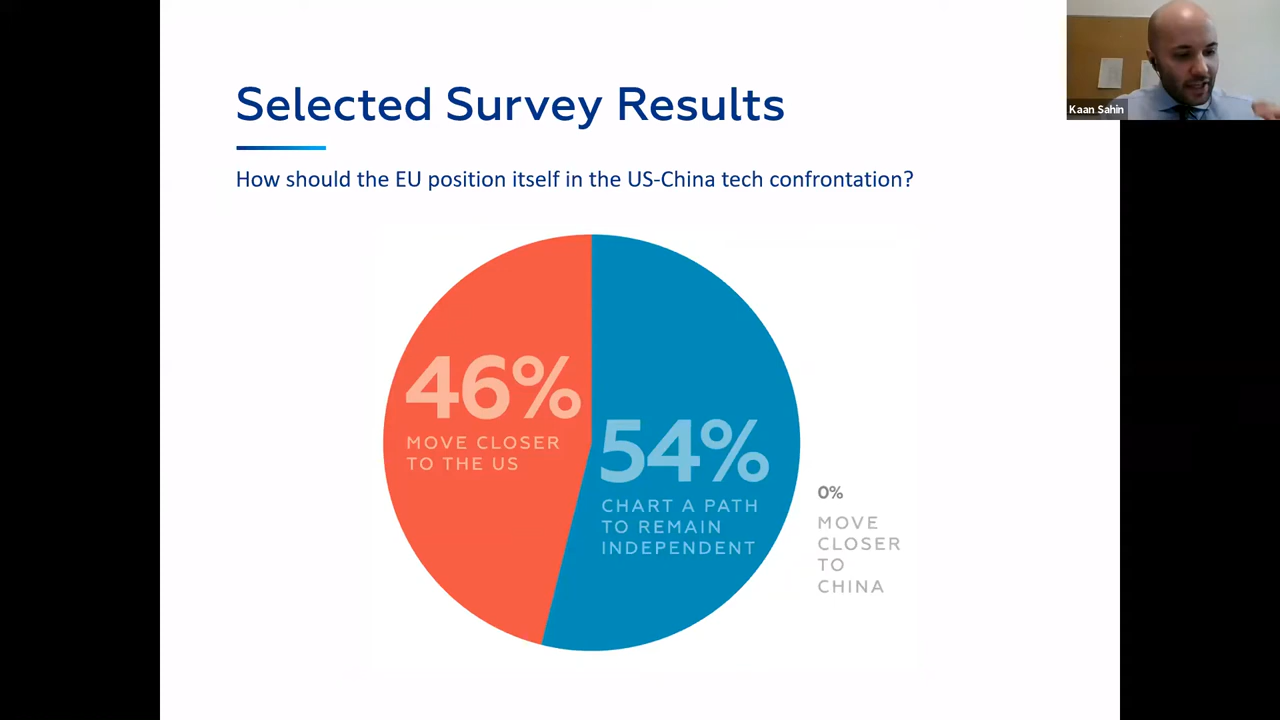 Selected Survey Results
Kaan Sahin
How should the EU position itself in the US-China tech confrontation?
46%
MOVE CLOSER
TO THE US
54%
CHART A PATH
TO REMAIN
INDEPENDENT
0%
MOVE
CLOSER
TO
CHINA